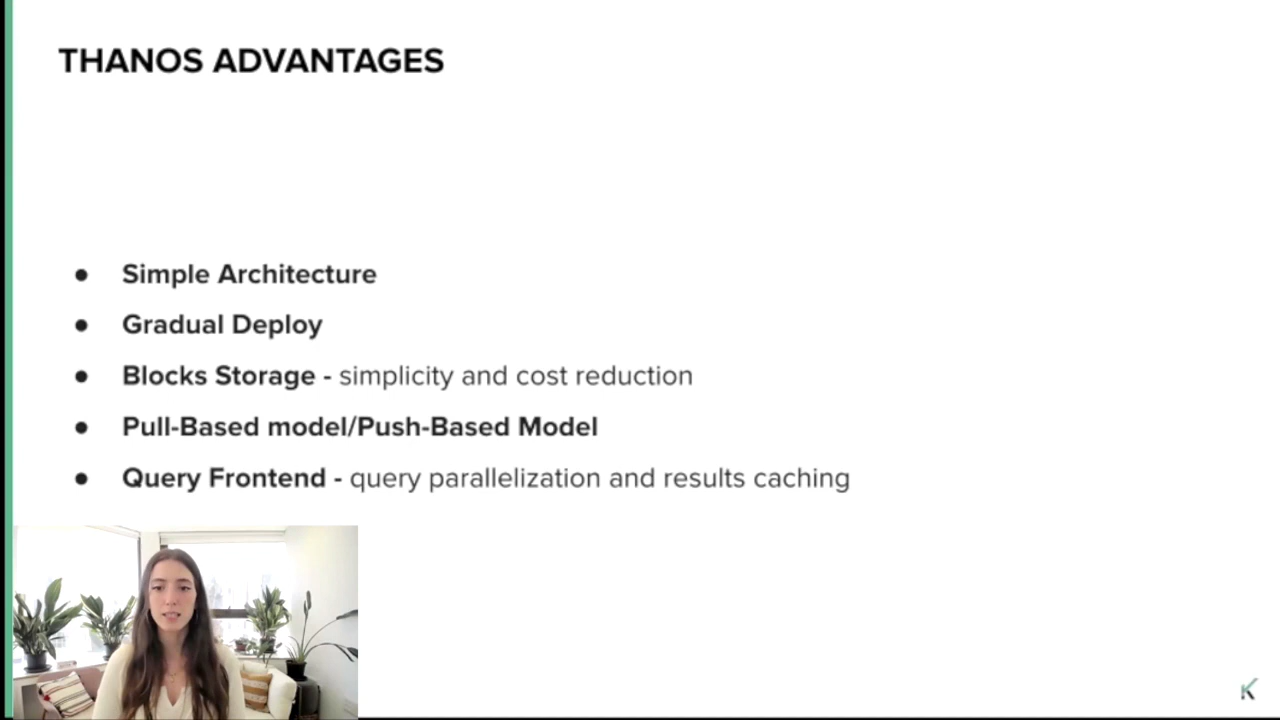 THANOS ADVANTAGES
● Simple Architecture
● Gradual Deploy
● Blocks Storage - simplicity and cost reduction
● Pull-Based model/Push-Based Model
● Query Frontend - query parallelization and results caching
K